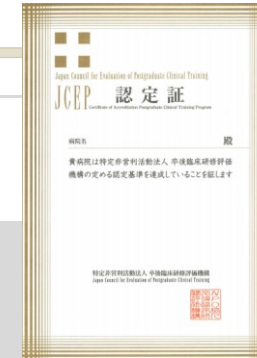 Japan Council for Evaluation of Postgraduate Clinical Training
JCEP 認定証
Certificate of Accreditation Postgraduate Clinical Training Program
病院名 殿
貴病院は特定非営利活動法人 卒後臨床研修評価
機構の定める認定基準を達成していることを証します
特定非営利活動法人 卒後臨床研修評価機構
Japan Council for Evaluation of Postgraduate Clinical Training